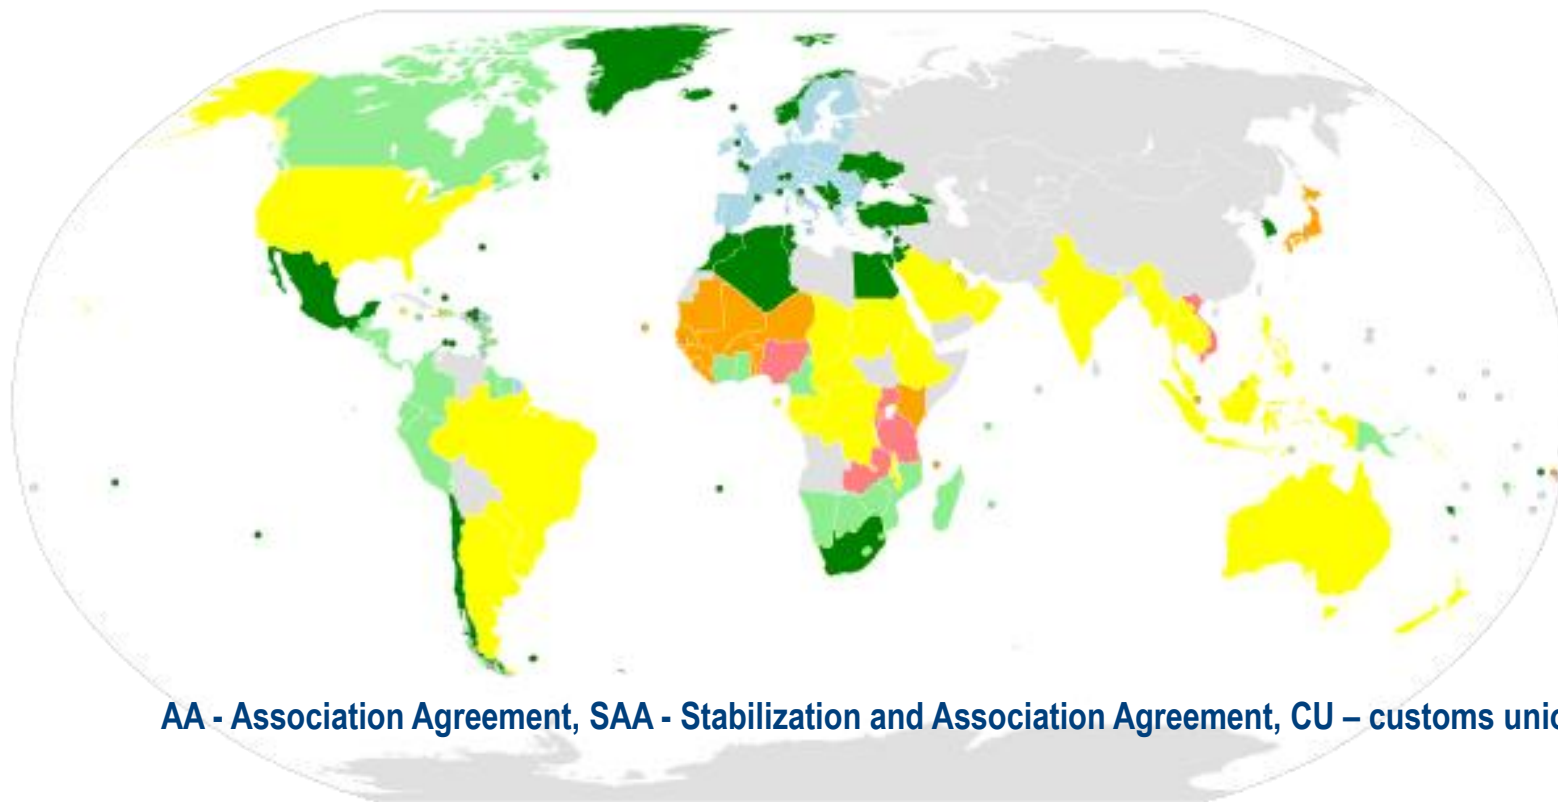 AA - Association Agreement, SAA - Stabilization and Association Agreement, CU – customs